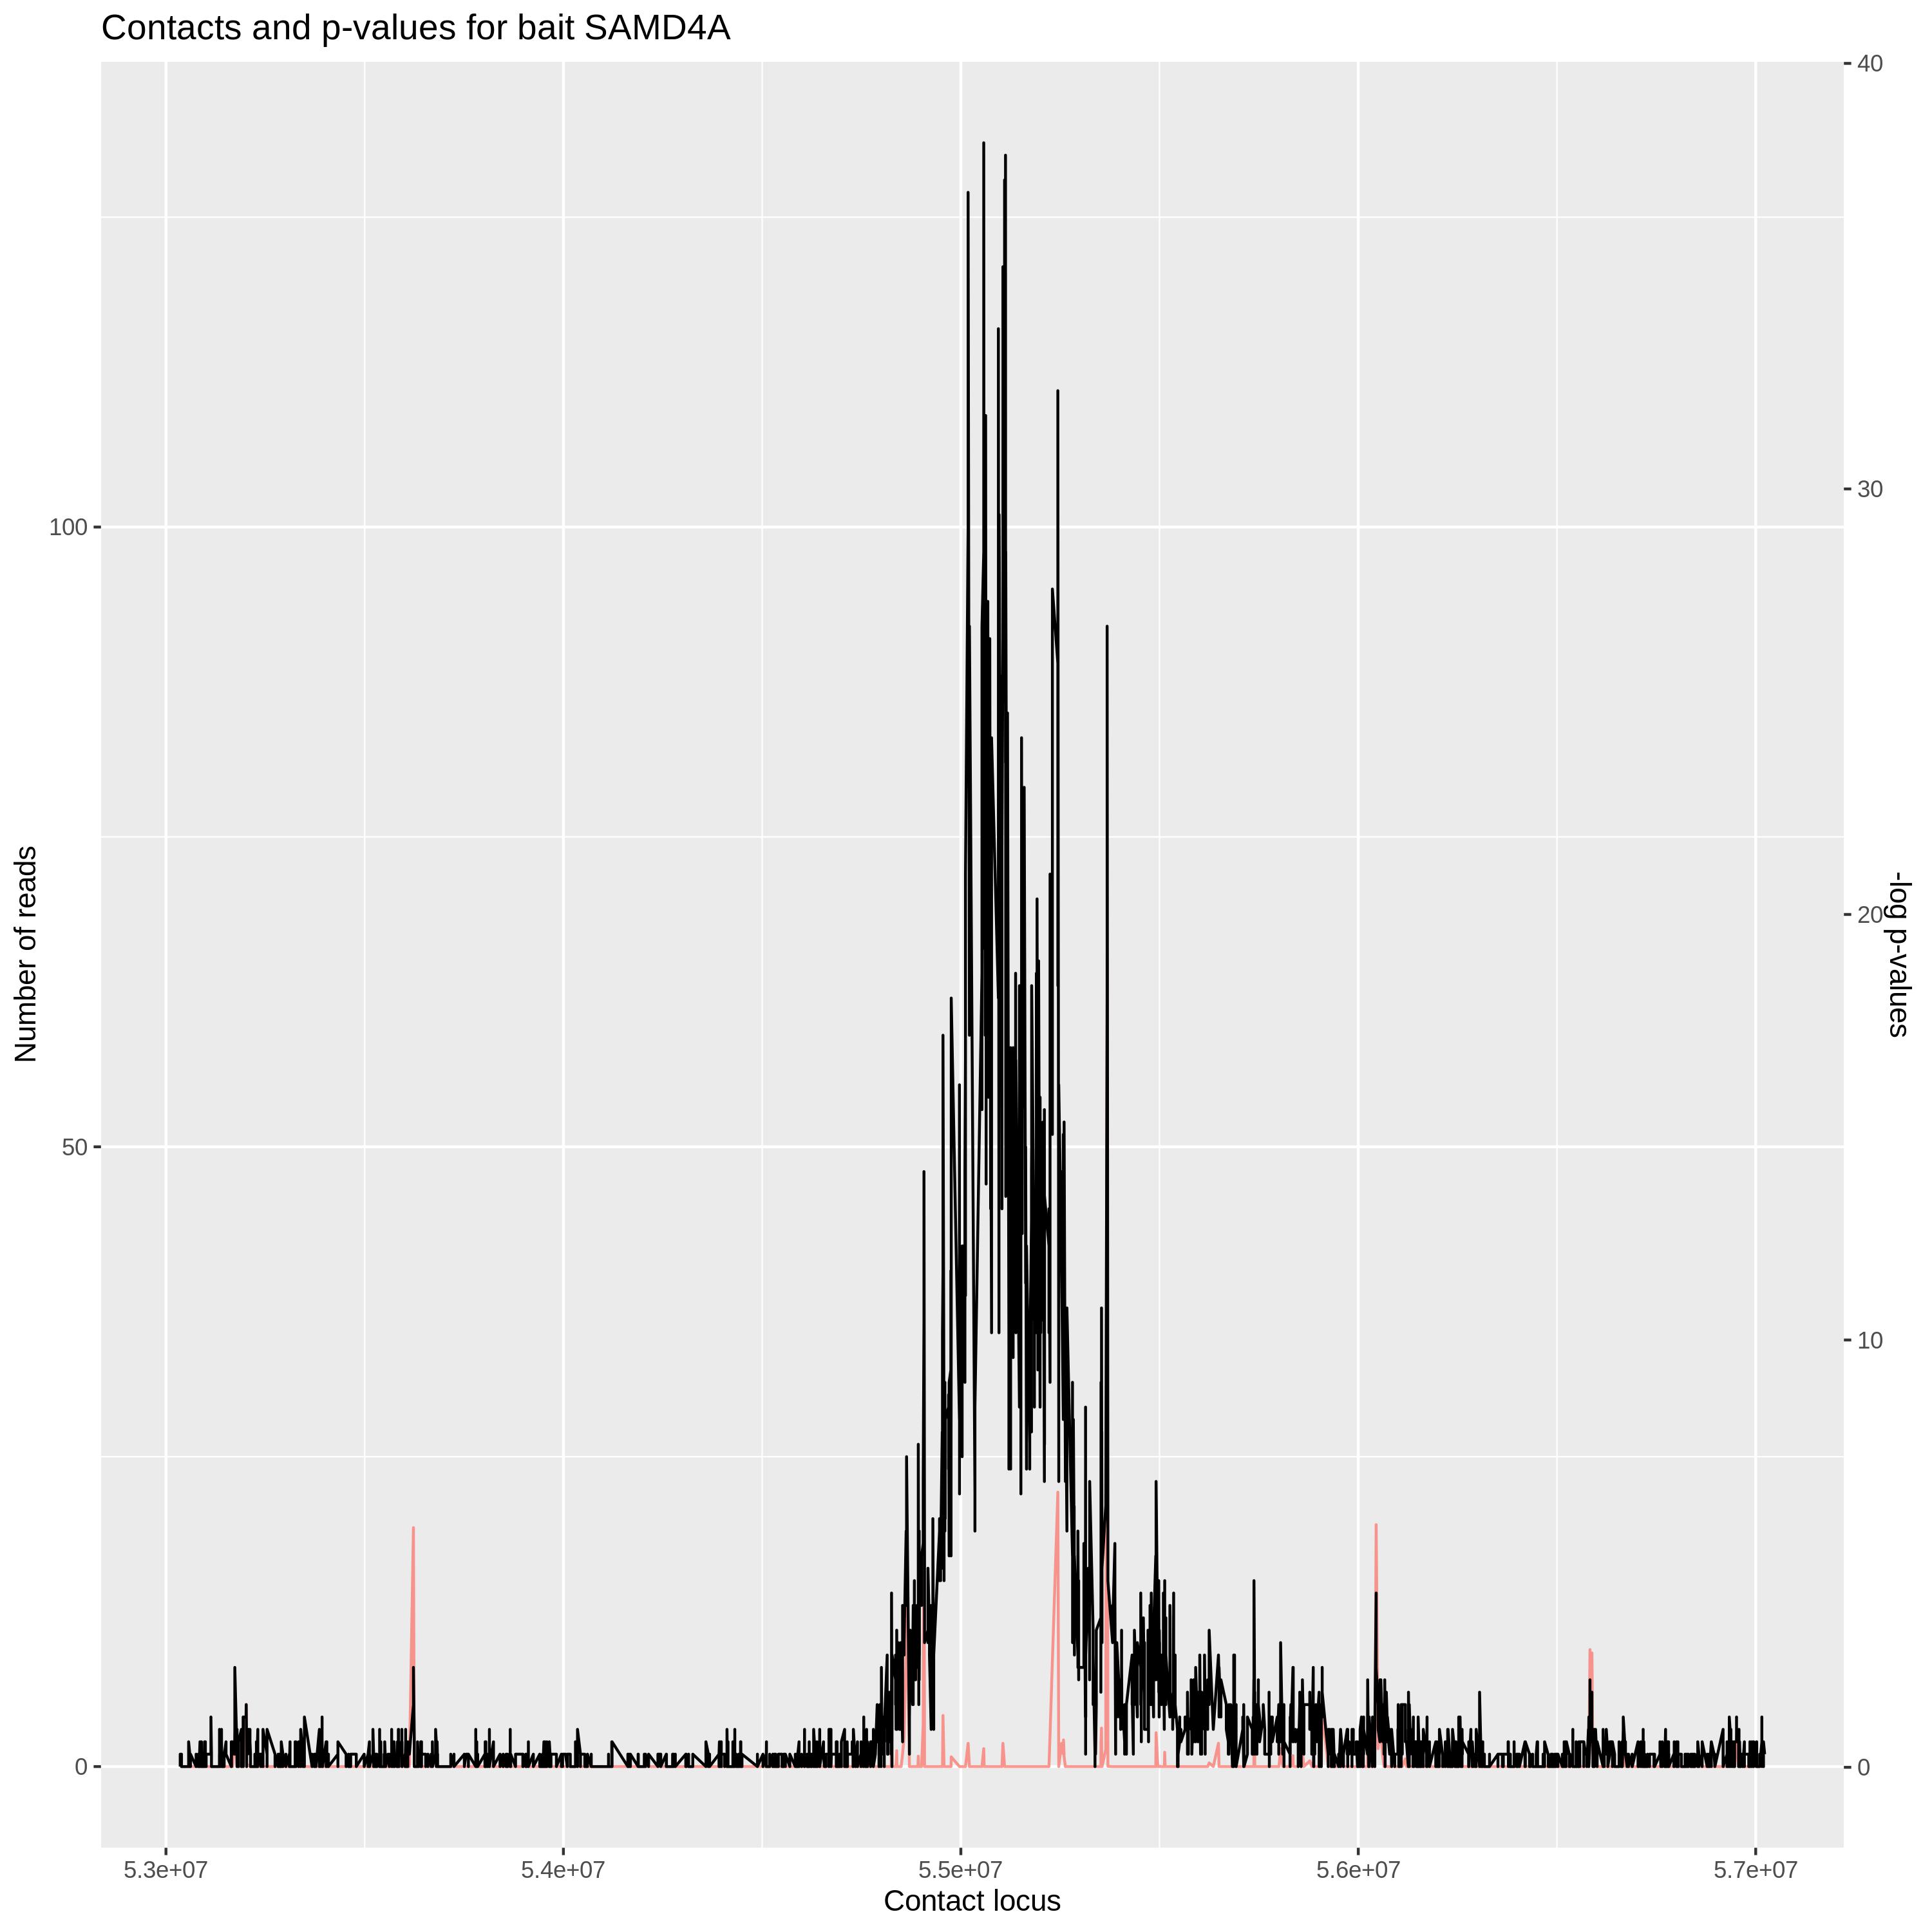 Contacts and p-values for bait SAMD4A
40
30
100
20
Number of reads
-log p-values
50
10
0
0
5.3e+07
5.4e+07
5.5e+07
5.6e+07
5.7e+07
Contact locus